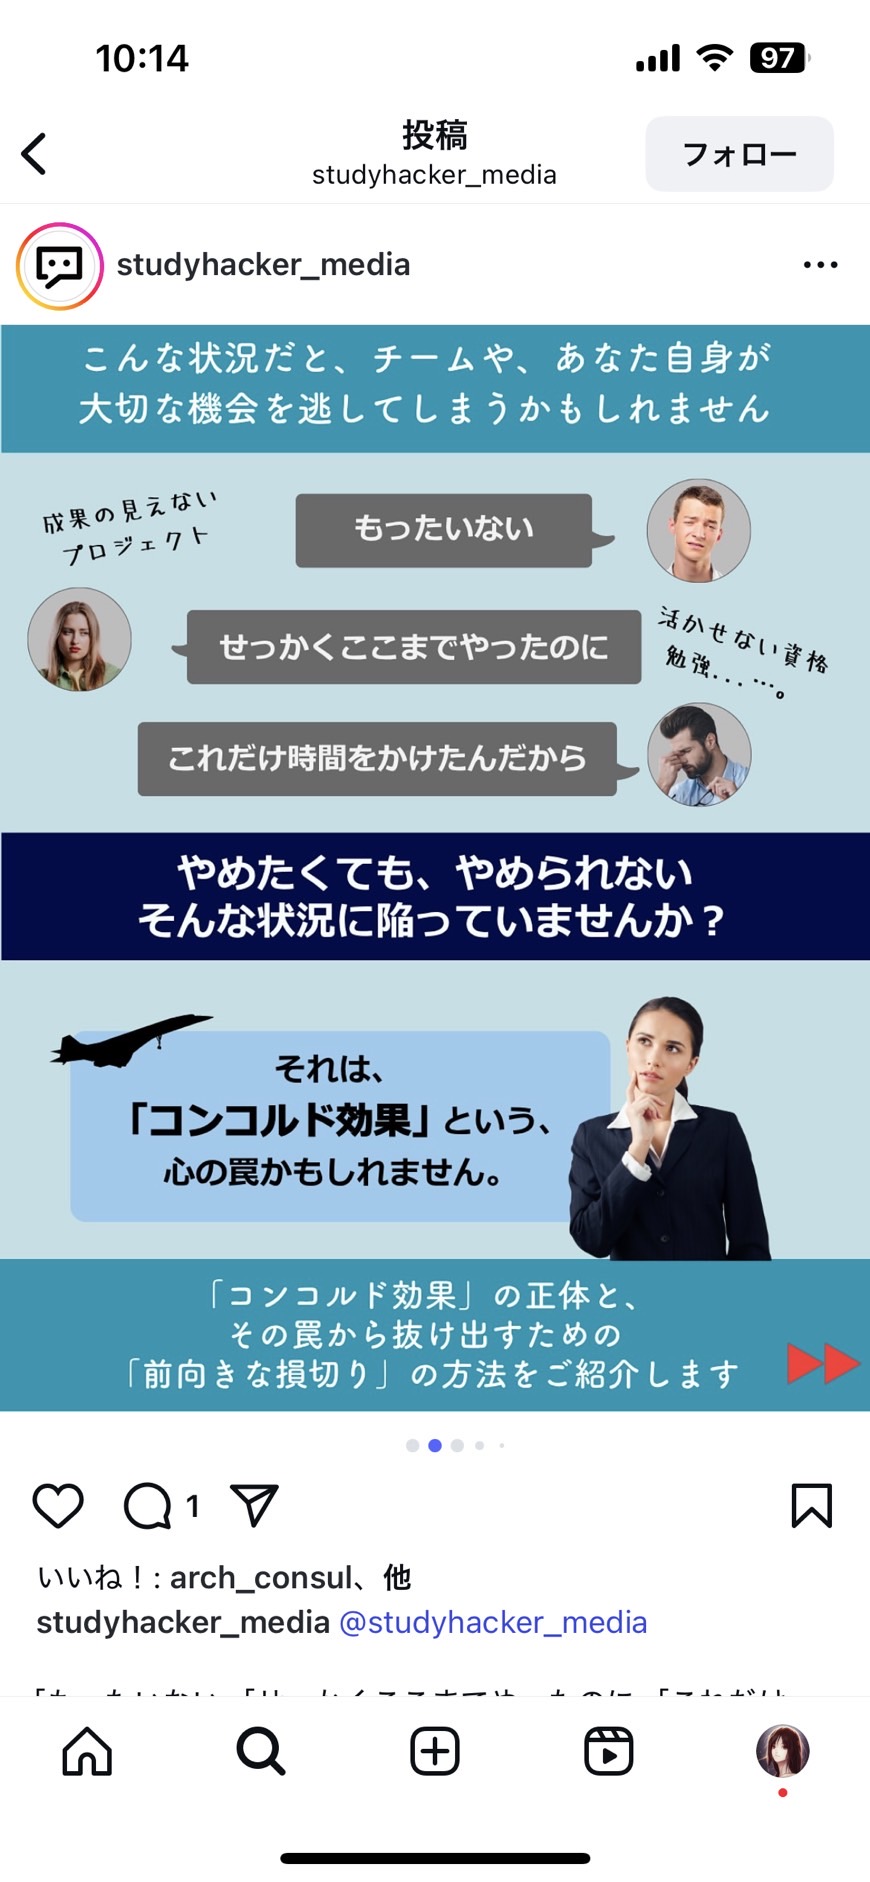 10:14
97
投稿
studyhacker_media
フォロー
studyhacker_media
こんな状況だと、チームや、あなた自身が
大切な機会を逃してしまうかもしれません
成果の見えない
プロジェクト
もったいない
せっかくここまでやったのに
活かせない資格
勉強...…。
これだけ時間をかけたんだから
やめたくても、やめられない
そんな状況に陥っていませんか？
それは、
「コンコルド効果」という、
心の罠かもしれません。
「コンコルド効果」の正体と、
その罠から抜け出すための
「前向きな損切り」の方法をご紹介します
1
いいね！: arch_consul、他
studyhacker_media @studyhacker_media